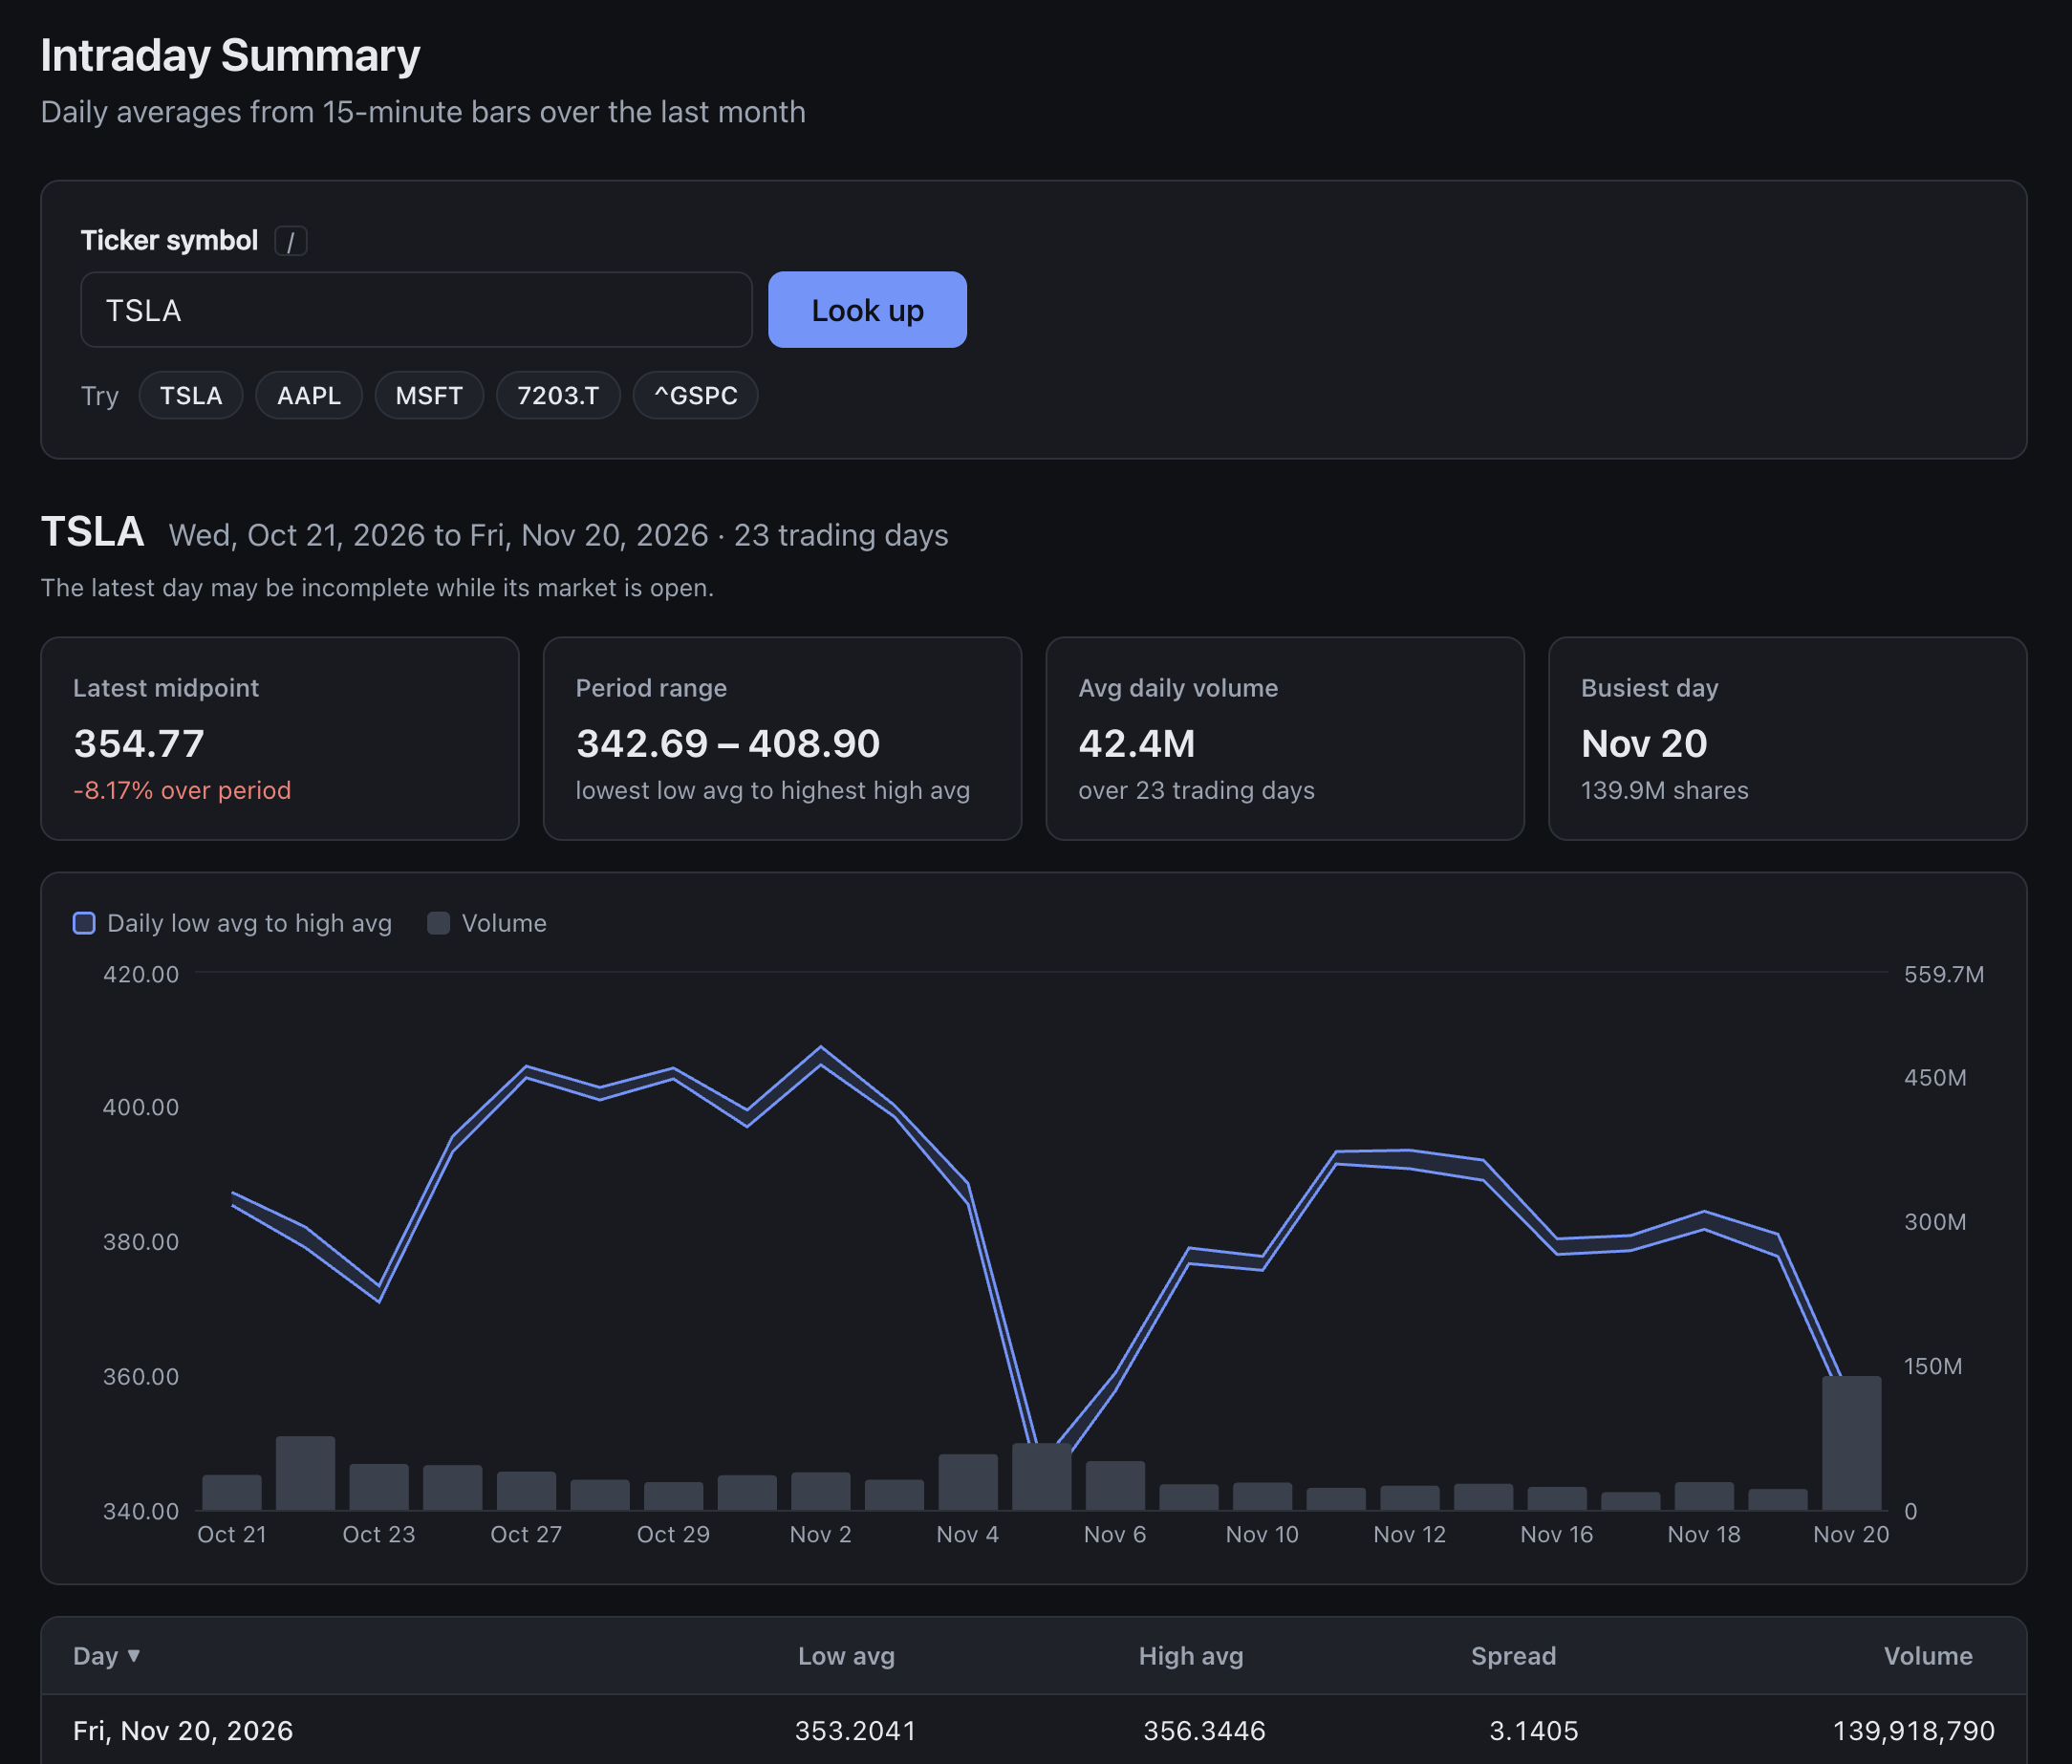 Intraday Summary
Daily averages from 15-minute bars over the last month
Ticker symbol /
TSLA Look up
Try TSLA AAPL MSFT 7203.T ^GSPC
TSLA Wed, Oct 21, 2026 to Fri, Nov 20, 2026 · 23 trading days
The latest day may be incomplete while its market is open.
Latest midpoint
354.77
-8.17% over period
Period range
342.69 – 408.90
lowest low avg to highest high avg
Avg daily volume
42.4M
over 23 trading days
Busiest day
Nov 20
139.9M shares
Daily low avg to high avg Volume
420.00 559.7M
450M
400.00
380.00 300M
360.00 150M
340.00 0
Oct 21 Oct 23 Oct 27 Oct 29 Nov 2 Nov 4 Nov 6 Nov 10 Nov 12 Nov 16 Nov 18 Nov 20
Day ▼ Low avg High avg Spread Volume
Fri, Nov 20, 2026 353.2041 356.3446 3.1405 139,918,790